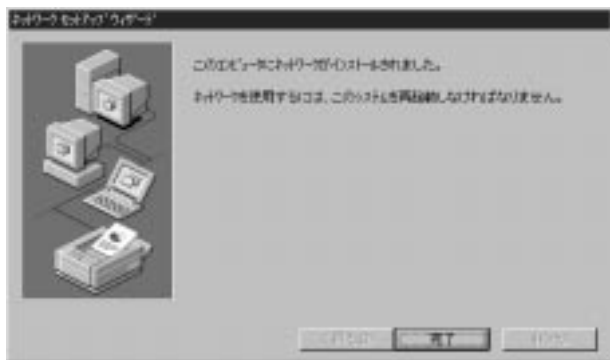 ネットワーク セットアップ ウィザード
このコンピュータにネットワークがインストールされました。
ネットワークを使用するには、このシステムを再起動しなければなりません。
完了